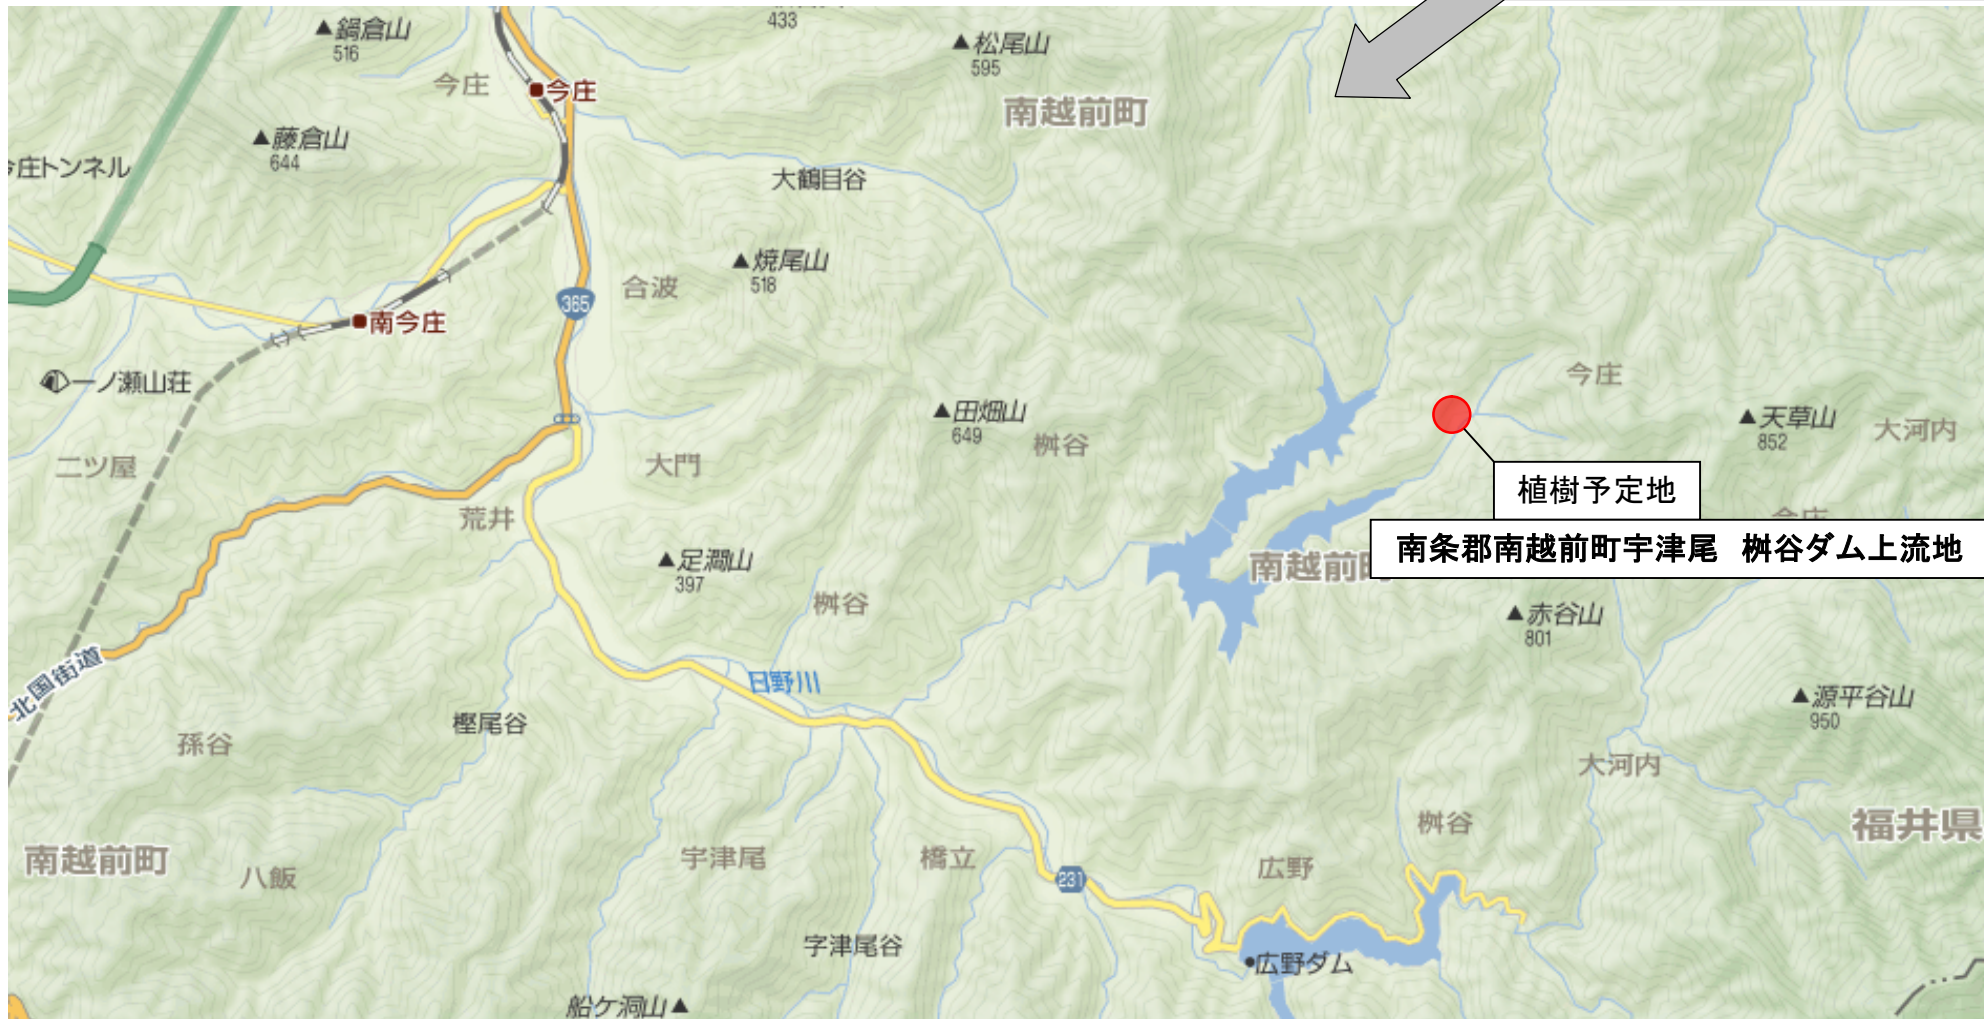 433
▲鍋倉山
516
▲松尾山
595
今庄
今庄
南越前町
▲藤倉山
644
庄トンネル
大鶴目谷
▲焼尾山
518
合波
365
南今庄
一ノ瀬山荘
今庄
▲田畑山
649
桝谷
▲天草山
852
大河内
二ツ屋
大門
植樹予定地
荒井
南条郡南越前町宇津尾　桝谷ダム上流地
南越前町
▲足澗山
397
桝谷
▲赤谷山
801
北国街道
日野川
▲源平谷山
950
樫尾谷
孫谷
大河内
桝谷
福井県
南越前町
八飯
宇津尾
橋立
広野
231
宇津尾谷
広野ダム
船ケ洞山▲